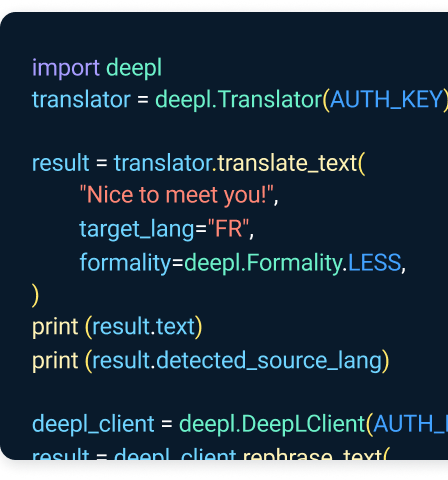 import deepl
translator = deepl.Translator(AUTH_KEY)
result = translator.translate_text(
"Nice to meet you!",
target_lang="FR",
formality=deepl.Formality.LESS,
)
print (result.text)
print (result.detected_source_lang)
deepl_client = deepl.DeepLClient(AUTH_
result = deepl_client.rephrase_text(